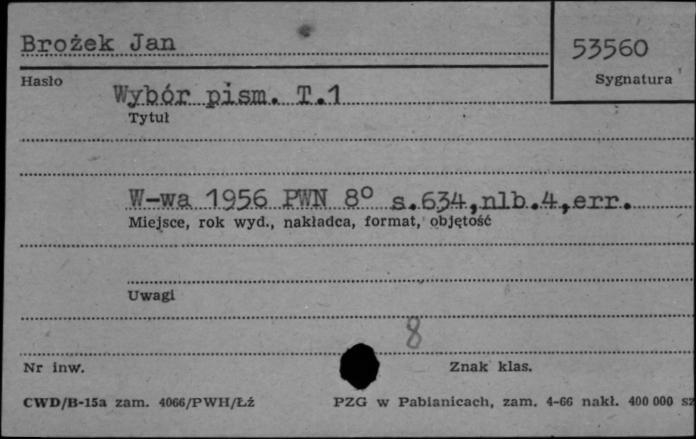 Brożek Jan
53560
Hasło
Sygnatura
Wybór pism. T.1
Tytuł
W-wa 1956 PWN 8° s.634,nlb.4,err.
Miejsce, rok wyd., nakładca, format, objętość
Uwagi
8
Nr inw.
Znak klas.
CWD/B-15a zam. 4066/PWH/Łź
PZG w Pabianicach, zam. 4-66 nakł. 400 000 sz